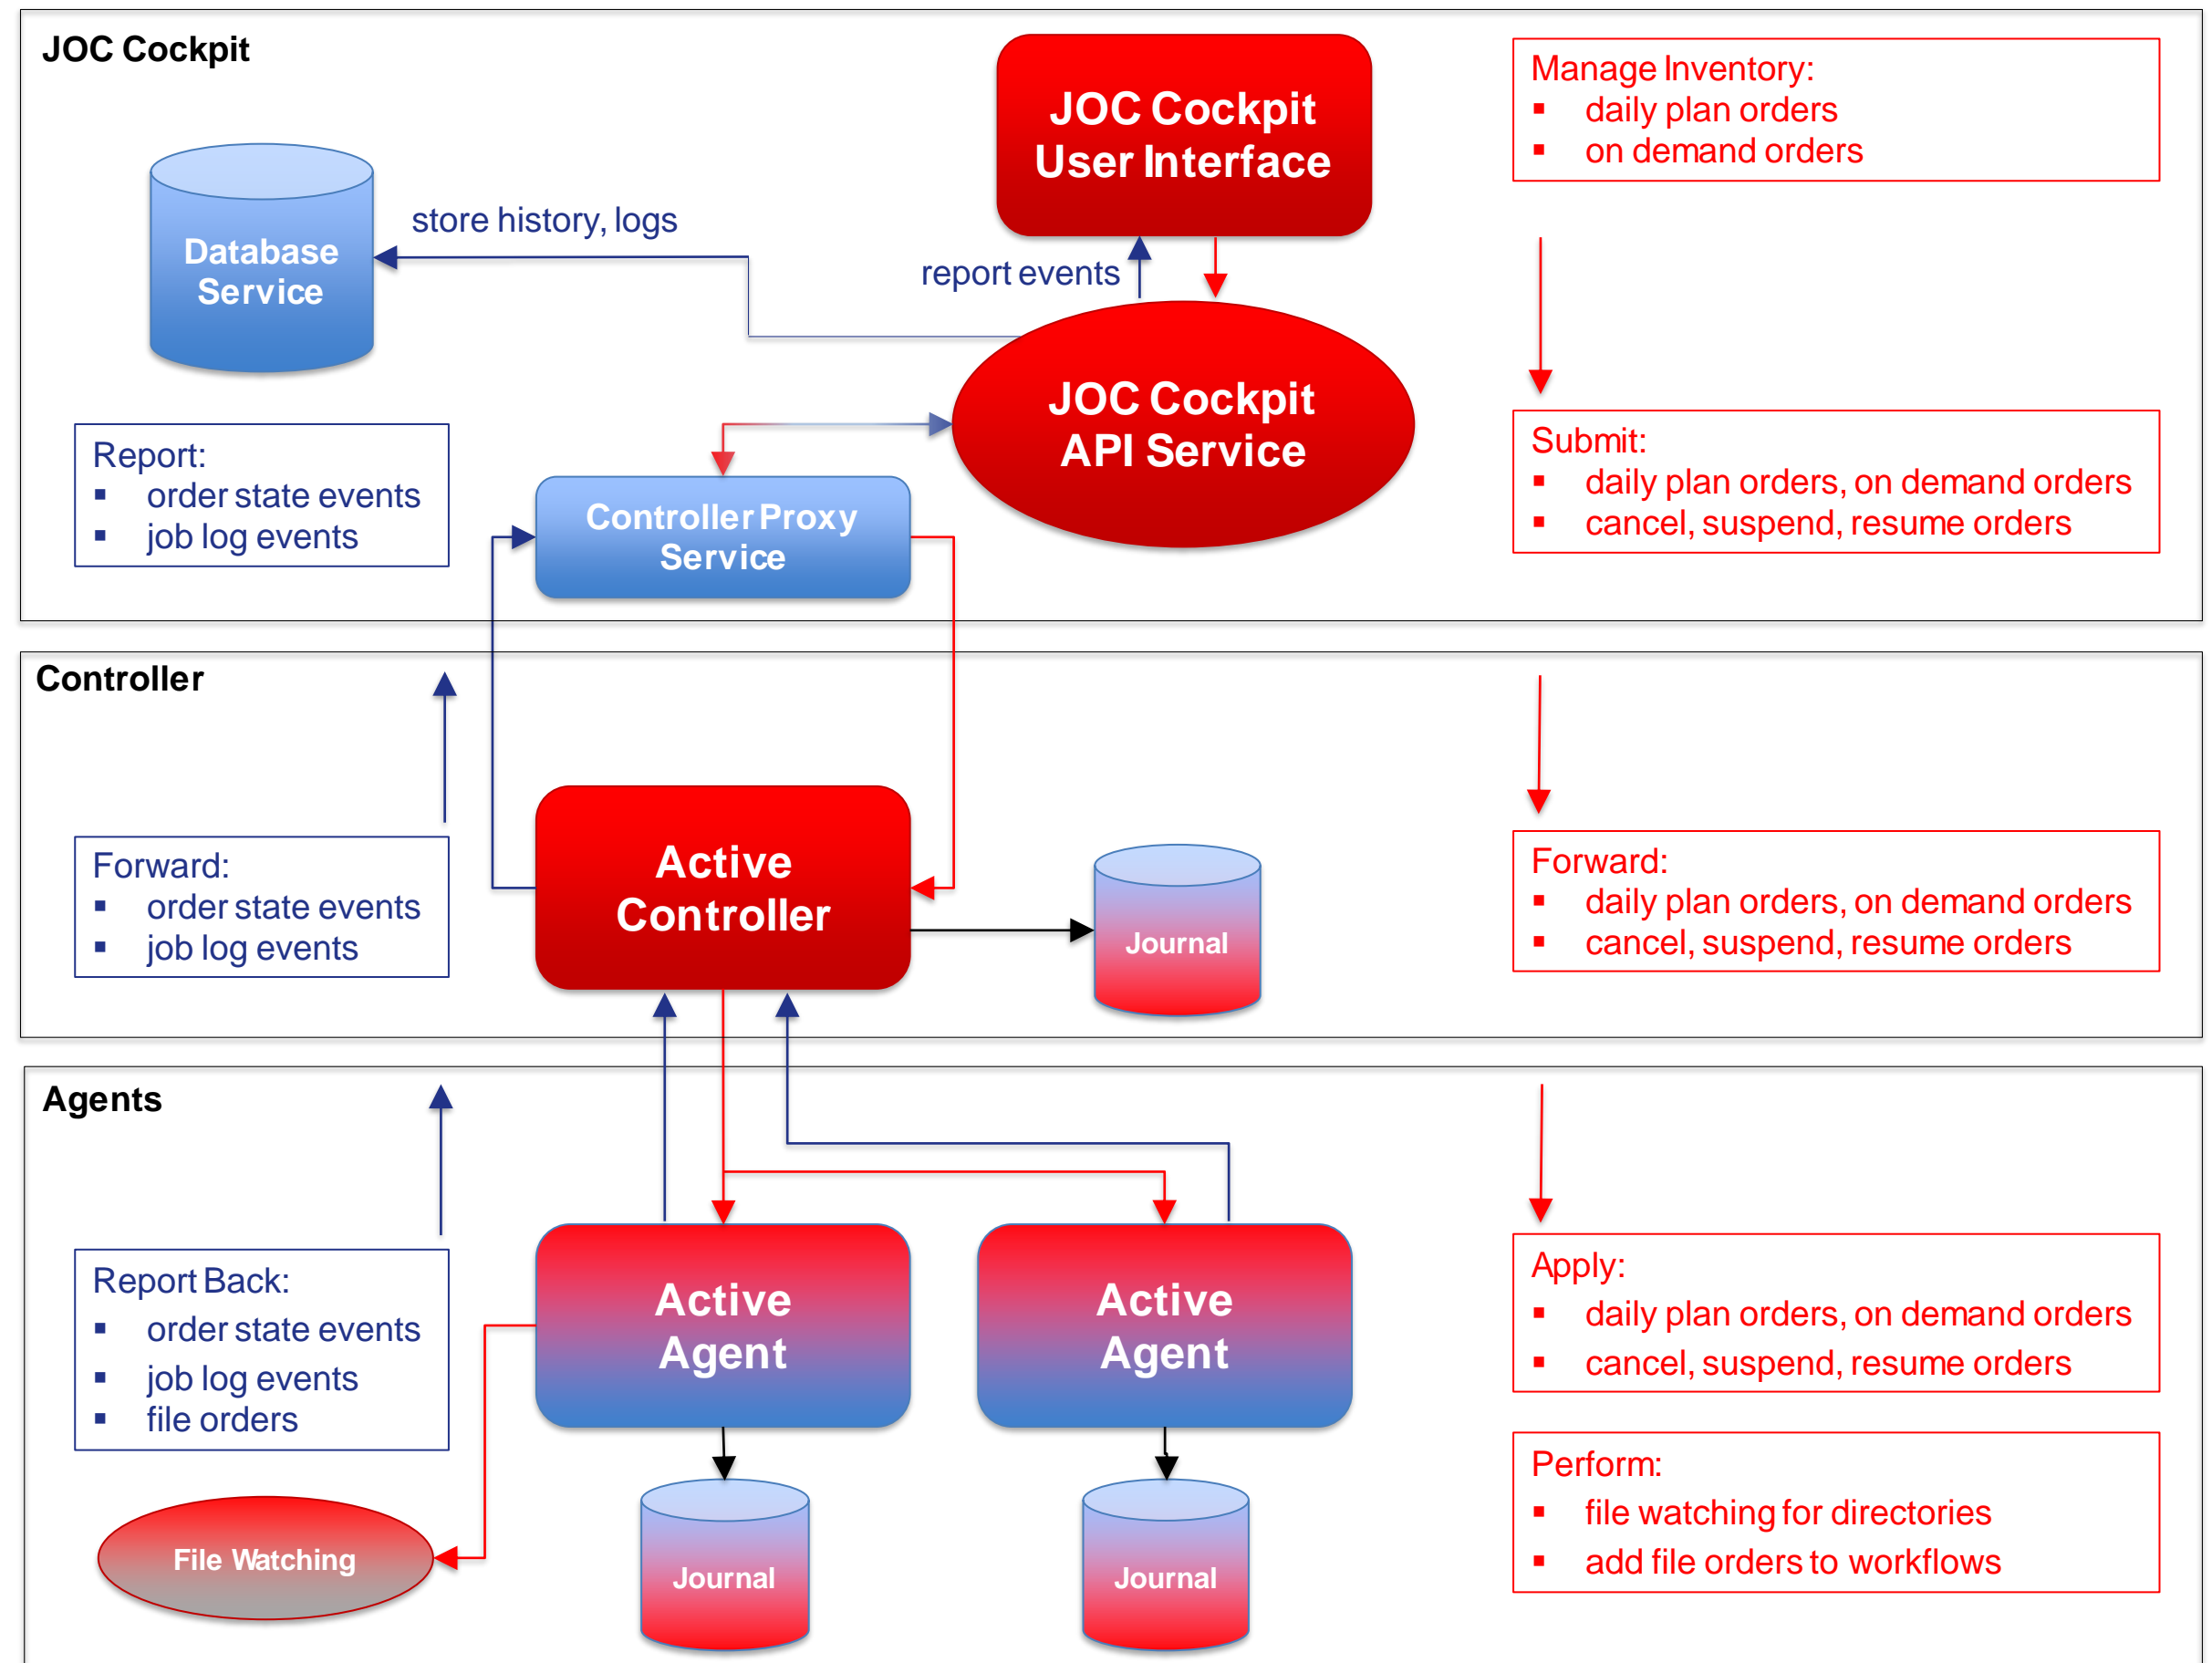 JOC Cockpit
JOC Cockpit
User Interface
Manage Inventory:
▪ daily plan orders
▪ on demand orders
Database
Service
store history, logs
report events
JOC Cockpit
API Service
Report:
▪ order state events
▪ job log events
Controller Proxy
Service
Submit:
▪ daily plan orders, on demand orders
▪ cancel, suspend, resume orders
Controller
Forward:
▪ order state events
▪ job log events
Active
Controller
Journal
Forward:
▪ daily plan orders, on demand orders
▪ cancel, suspend, resume orders
Agents
Report Back:
▪ order state events
▪ job log events
▪ file orders
Active
Agent
Active
Agent
Apply:
▪ daily plan orders, on demand orders
▪ cancel, suspend, resume orders
File Watching
Journal
Journal
Perform:
▪ file watching for directories
▪ add file orders to workflows